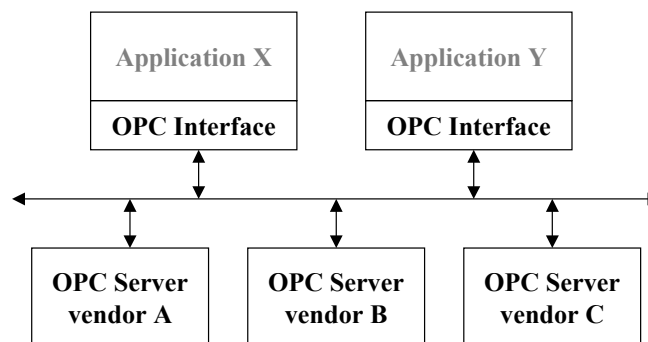 Application X
Application Y
OPC Interface
OPC Interface
OPC Server
vendor A
OPC Server
vendor B
OPC Server
vendor C